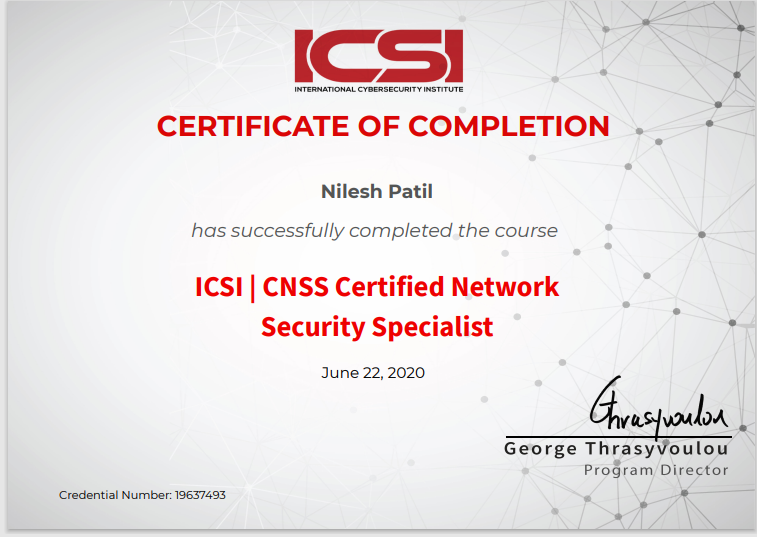 ICSI
INTERNATIONAL CYBERSECURITY INSTITUTE
CERTIFICATE OF COMPLETION
Nilesh Patil
has successfully completed the course
ICSI | CNSS Certified Network
Security Specialist
June 22, 2020
Thrasyvoulou
George Thrasyvoulou
Program Director
Credential Number: 19637493